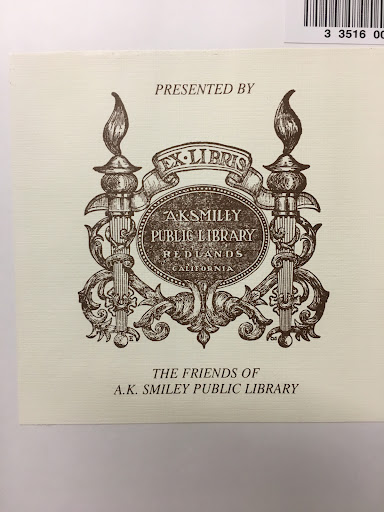 3 3516 00
PRESENTED BY
EX·LIBRIS
A·K·SMILEY
PUBLIC·LIBRARY
REDLANDS
CALIFORNIA
THE FRIENDS OF
A.K. SMILEY PUBLIC LIBRARY